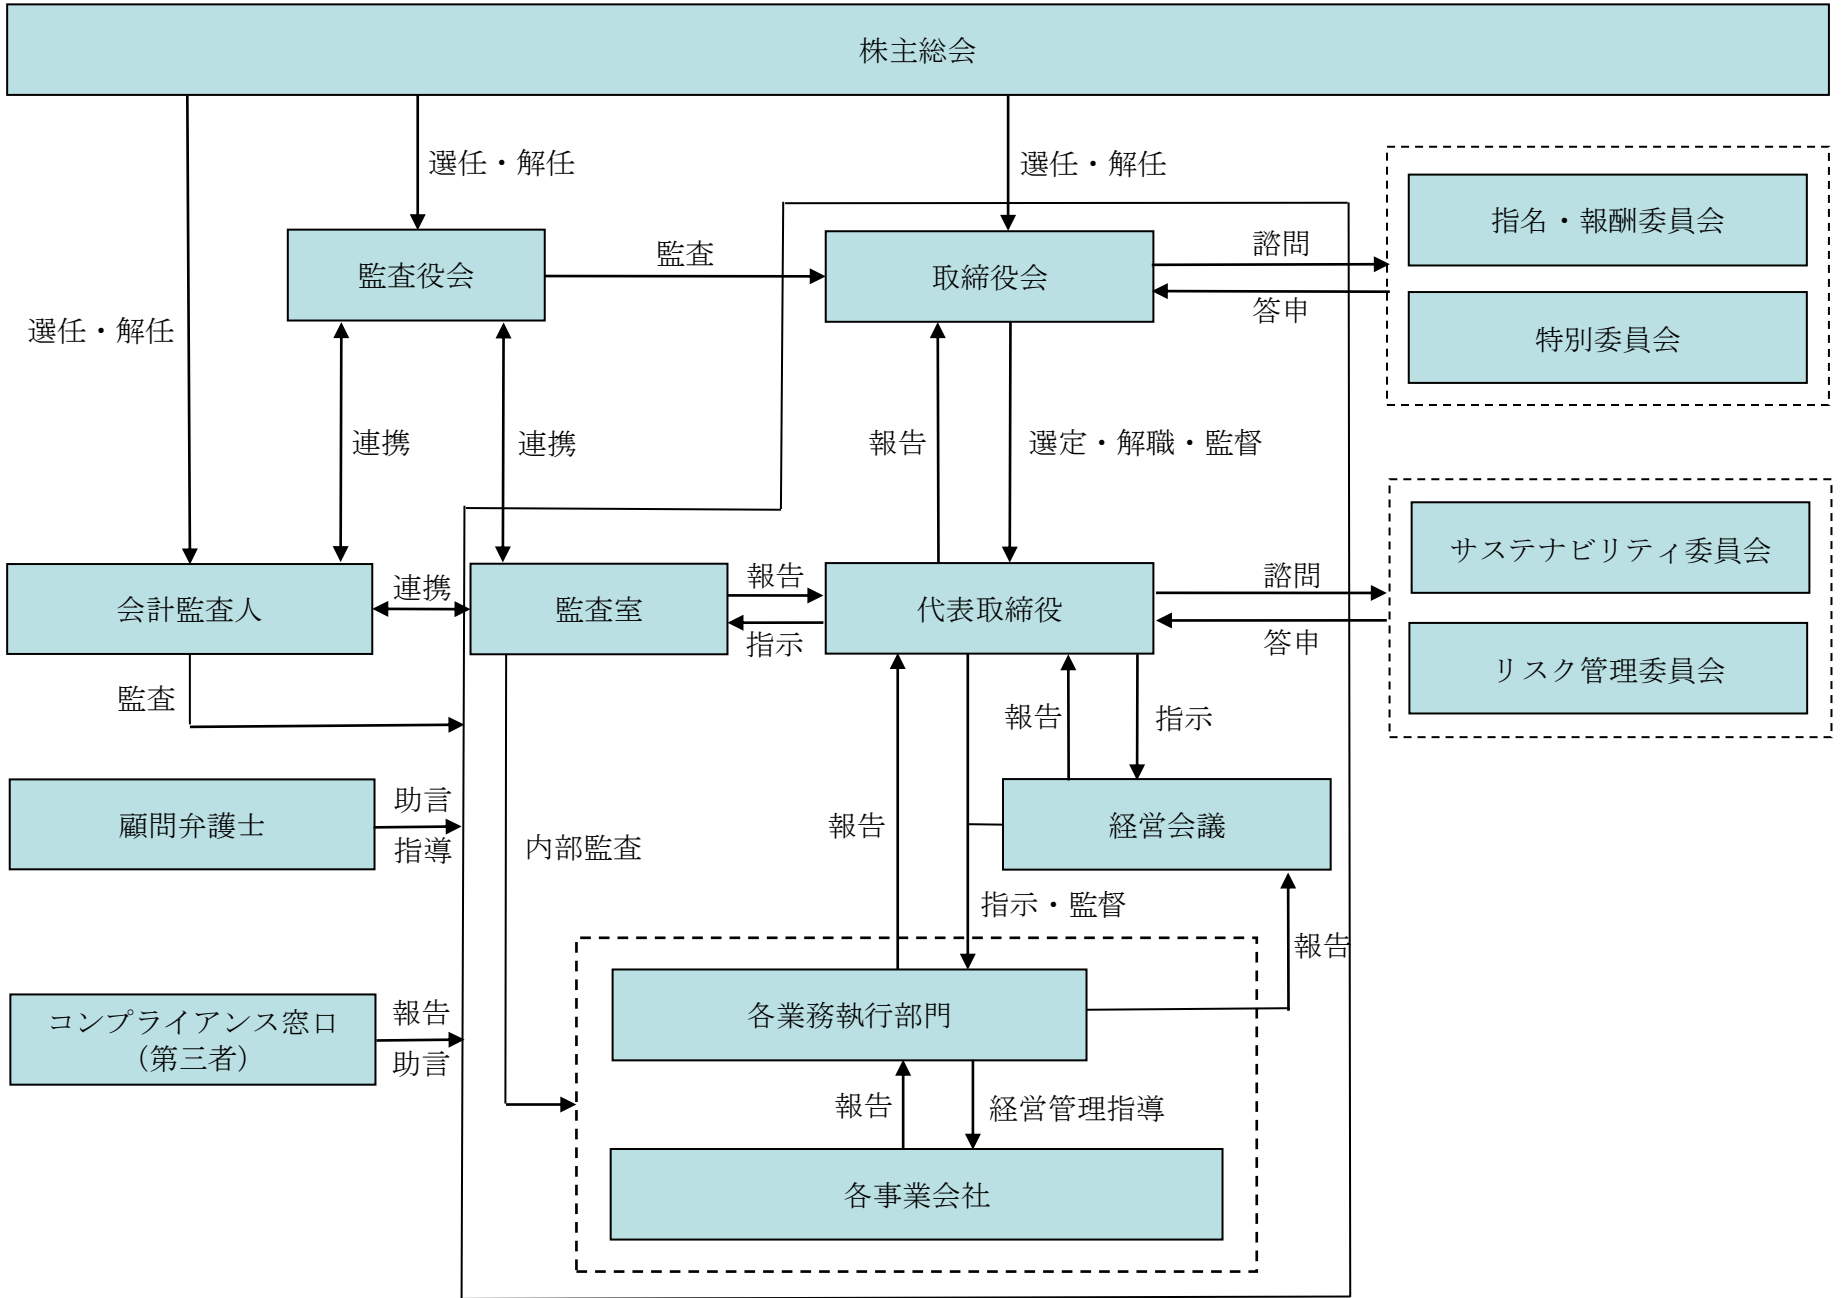 株主総会
選任・解任
選任・解任
選任・解任
監査役会
監査
取締役会
諮問
答申
指名・報酬委員会
特別委員会
連携
連携
報告
選定・解職・監督
会計監査人
連携
監査室
報告
指示
代表取締役
諮問
答申
サステナビリティ委員会
リスク管理委員会
監査
報告
指示
顧問弁護士
助言
指導
内部監査
報告
経営会議
指示・監督
報告
コンプライアンス窓口
（第三者）
報告
助言
各業務執行部門
報告
経営管理指導
各事業会社